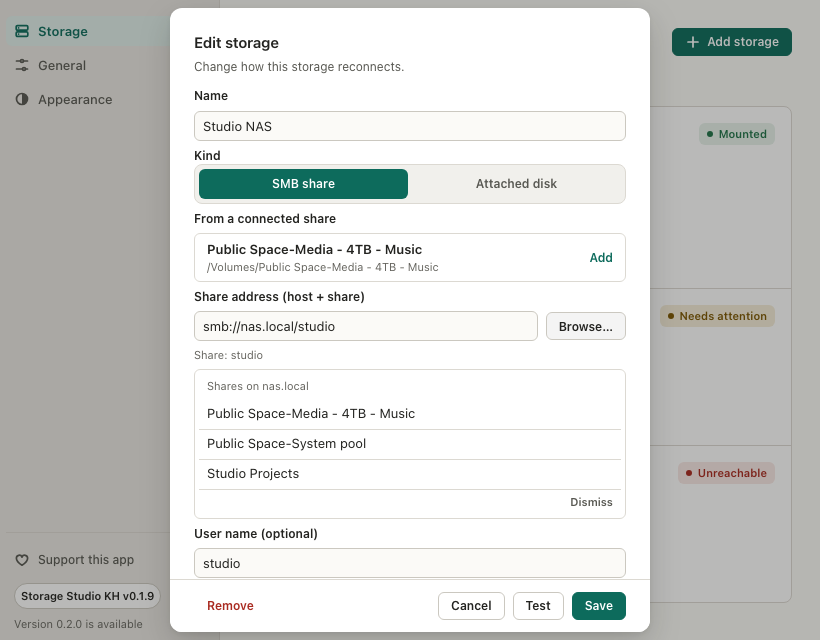 Storage
General
Appearance
Support this app
Storage Studio KH v0.1.9
Version 0.2.0 is available
Add storage
Mounted
Needs attention
Unreachable
Edit storage
Change how this storage reconnects.
Name
Studio NAS
Kind
SMB share
Attached disk
From a connected share
Public Space-Media - 4TB - Music
/Volumes/Public Space-Media - 4TB - Music
Add
Share address (host + share)
smb://nas.local/studio
Browse...
Share: studio
Shares on nas.local
Public Space-Media - 4TB - Music
Public Space-System pool
Studio Projects
Dismiss
User name (optional)
studio
Remove
Cancel
Test
Save